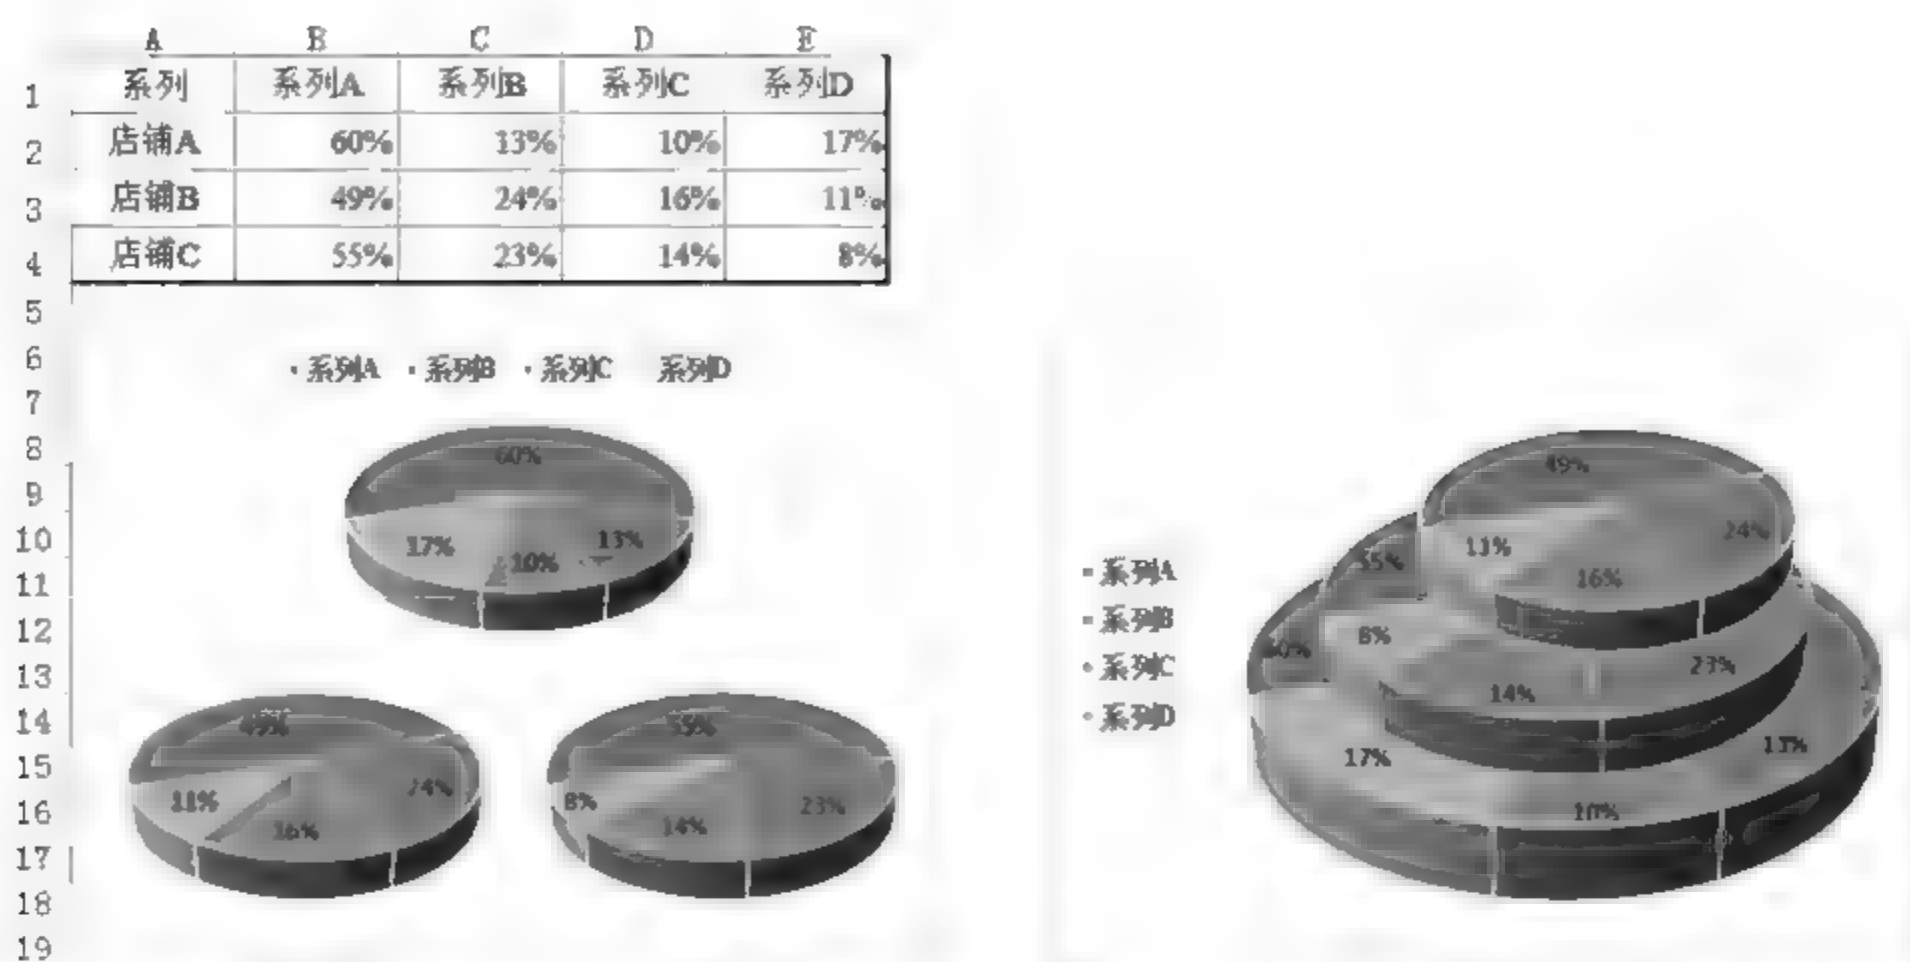 A B C D E
1 系列 系列A 系列B 系列C 系列D
2 店铺A 60% 13% 10% 17%
3 店铺B 49% 24% 16% 11%
4 店铺C 55% 23% 14% 8%
5
6 系列A 系列B 系列C 系列D
7
8 60%
9
10 17% 10% 13%
11
12
13
14 49% 55%
15
16 11% 16% 24% 8% 14% 23%
17
18
19
49%
11% 24%
16%
55%
8% 23%
14%
60%
17% 13%
10%
系列A
系列B
系列C
系列D